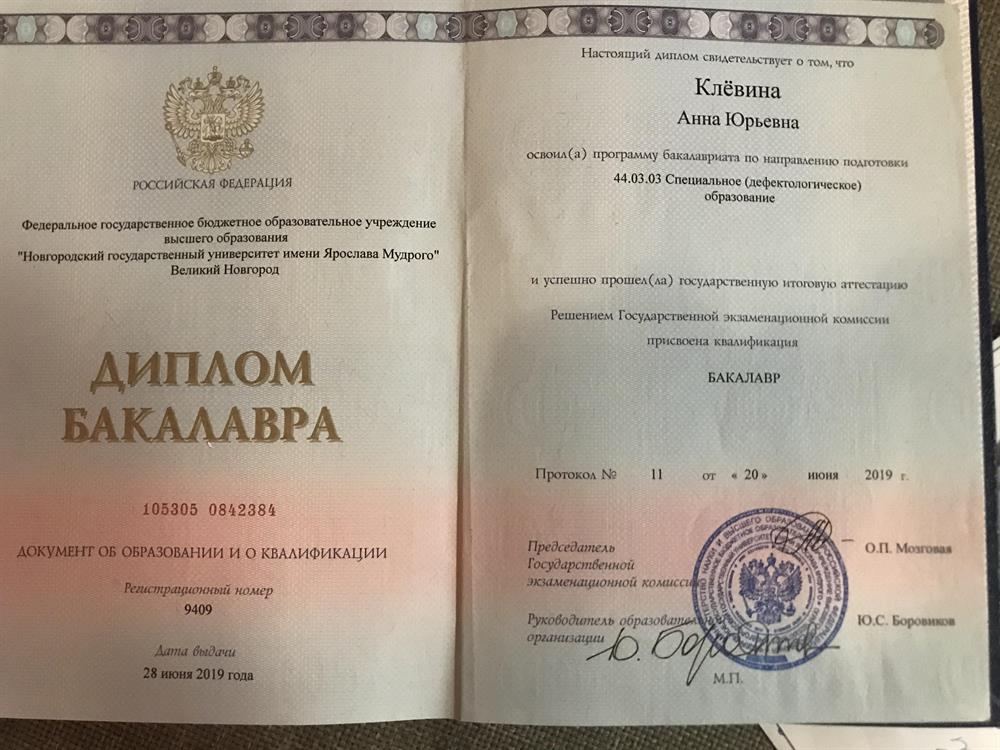 РОССИЙСКАЯ ФЕДЕРАЦИЯ
Федеральное государственное бюджетное образовательное учреждение
высшего образования
"Новгородский государственный университет имени Ярослава Мудрого"
Великий Новгород
ДИПЛОМ
БАКАЛАВРА
105305 0842384
ДОКУМЕНТ ОБ ОБРАЗОВАНИИ И О КВАЛИФИКАЦИИ
Регистрационный номер
9409
Дата выдачи
28 июня 2019 года
Настоящий диплом свидетельствует о том, что
Клёвина
Анна Юрьевна
освоил(а) программу бакалавриата по направлению подготовки
44.03.03 Специальное (дефектологическое)
образование
и успешно прошел(ла) государственную итоговую аттестацию
Решением Государственной экзаменационной комиссии
присвоена квалификация
БАКАЛАВР
Протокол № 11 от « 20 » июня 2019 г.
Председатель
Государственной
экзаменационной комиссии
О.П. Мозговая
Руководитель образовательной
организации
Ю.С. Боровиков
М.П.